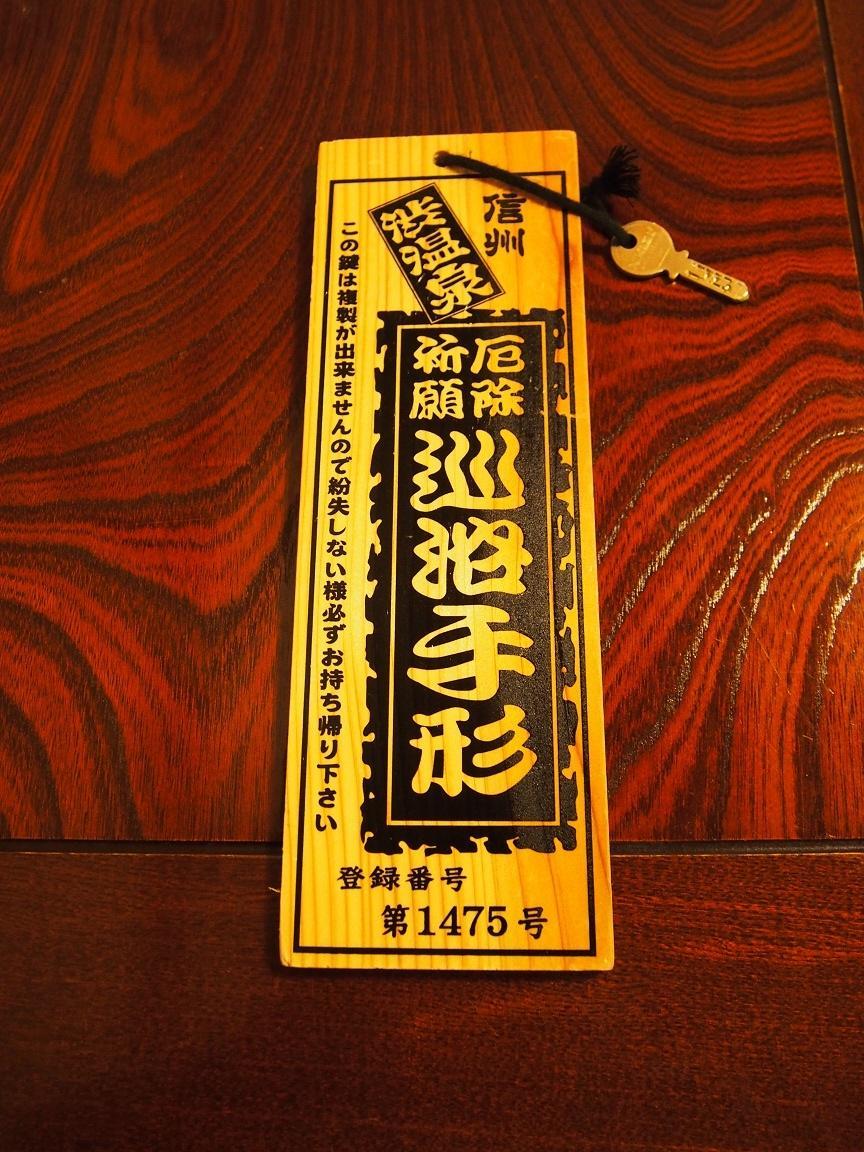 信州
渋温泉
厄除
祈願
巡浴手形
この鍵は複製が出来ませんので紛失しない様必ずお持ち帰り下さい
登録番号
第1475号